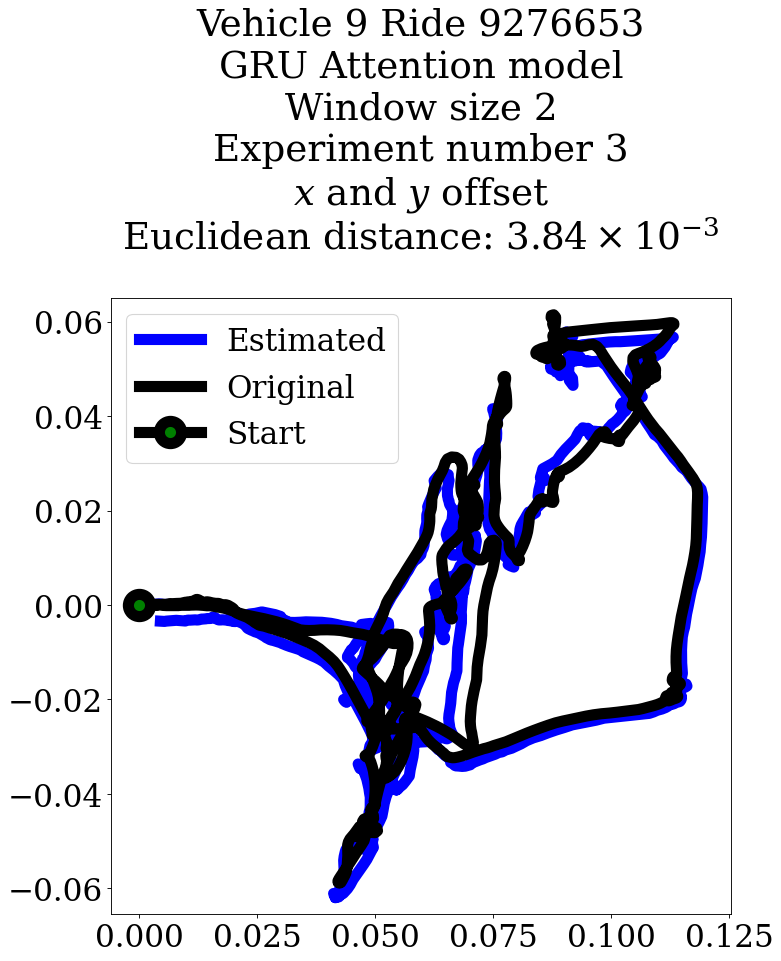 Vehicle 9 Ride 9276653
GRU Attention model
Window size 2
Experiment number 3
x and y offset
Euclidean distance: 3.84 × 10⁻³
Estimated
Original
Start
0.06
0.04
0.02
0.00
−0.02
−0.04
−0.06
0.000 0.025 0.050 0.075 0.100 0.125